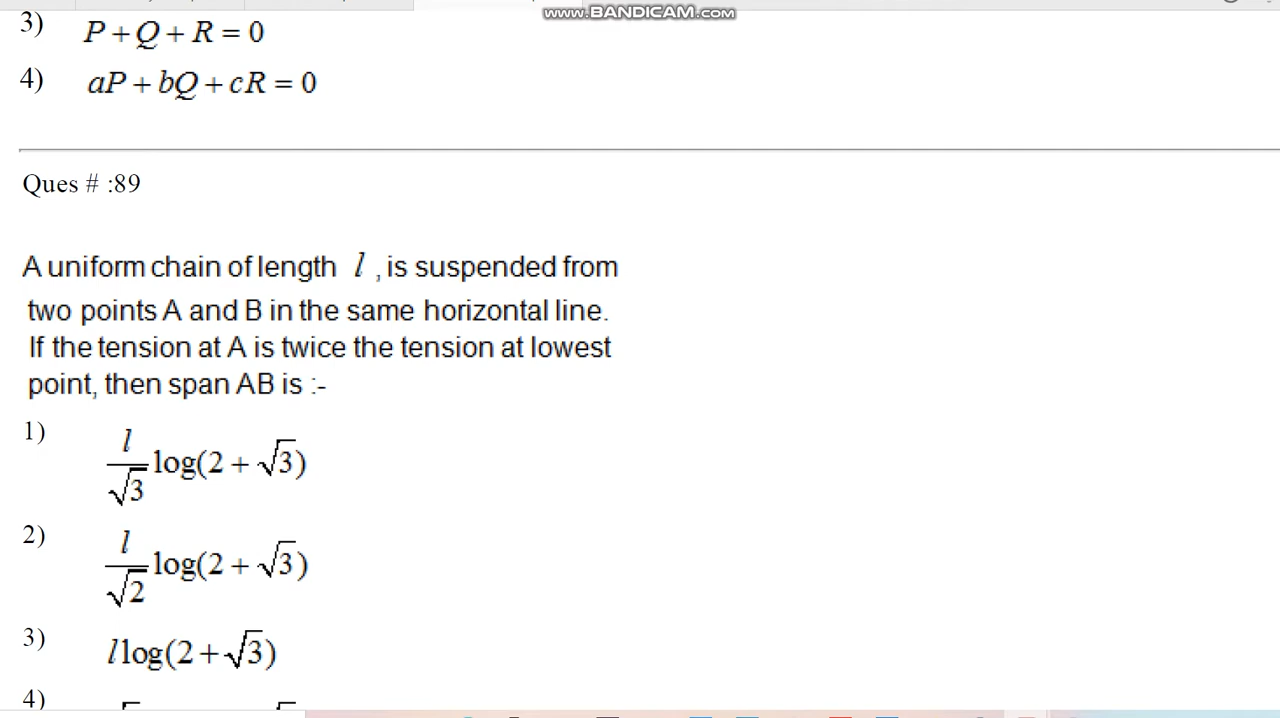 www.BANDICAM.com
3) P + Q + R = 0
4) aP + bQ + cR = 0
Ques # :89
A uniform chain of length l , is suspended from
two points A and B in the same horizontal line.
If the tension at A is twice the tension at lowest
point, then span AB is :-
1) l/√3 log(2 + √3)
2) l/√2 log(2 + √3)
3) l log(2 + √3)
4)